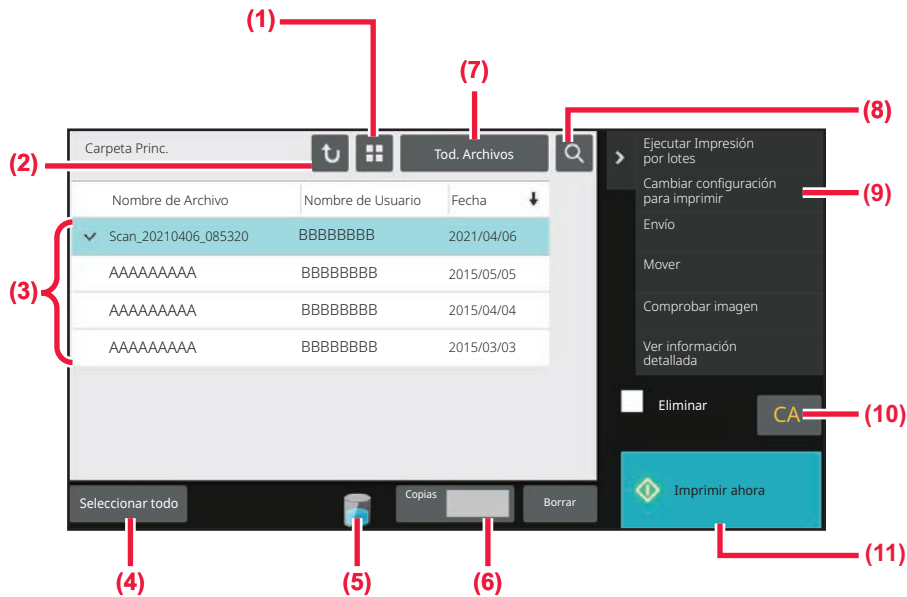 (1)
(7)
(8)
Carpeta Princ.
Tod. Archivos
(2)
Ejecutar Impresión
por lotes
Cambiar configuración
para imprimir
(9)
Nombre de Archivo Nombre de Usuario Fecha
Envío
Scan_20210406_085320 BBBBBBBB 2021/04/06
Mover
AAAAAAAAA BBBBBBBB 2015/05/05
(3)
AAAAAAAAA BBBBBBBB 2015/04/04
Comprobar imagen
AAAAAAAAA BBBBBBBB 2015/03/03
Ver información
detallada
Eliminar
CA
(10)
Seleccionar todo
Copias
Borrar
Imprimir ahora
(11)
(4)
(5)
(6)